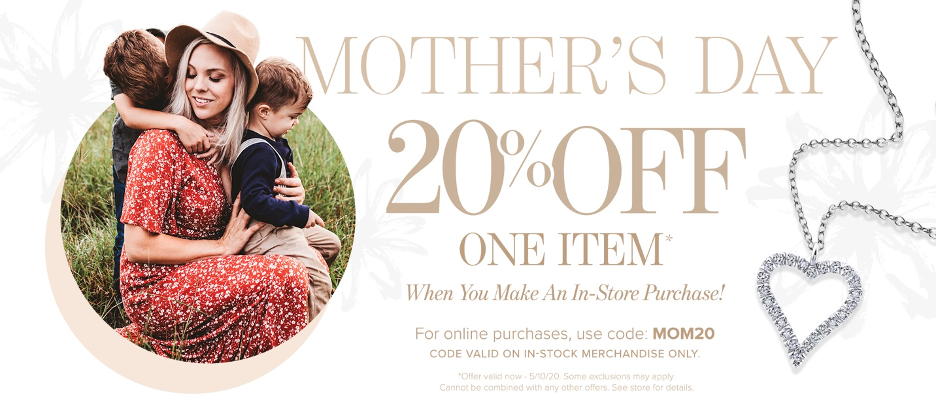 MOTHER'S DAY
20% OFF
ONE ITEM*
When You Make An In-Store Purchase!
For online purchases, use code: MOM20
CODE VALID ON IN-STOCK MERCHANDISE ONLY.
*Offer valid now - 5/10/20. Some exclusions may apply.
Cannot be combined with any other offers. See store for details.